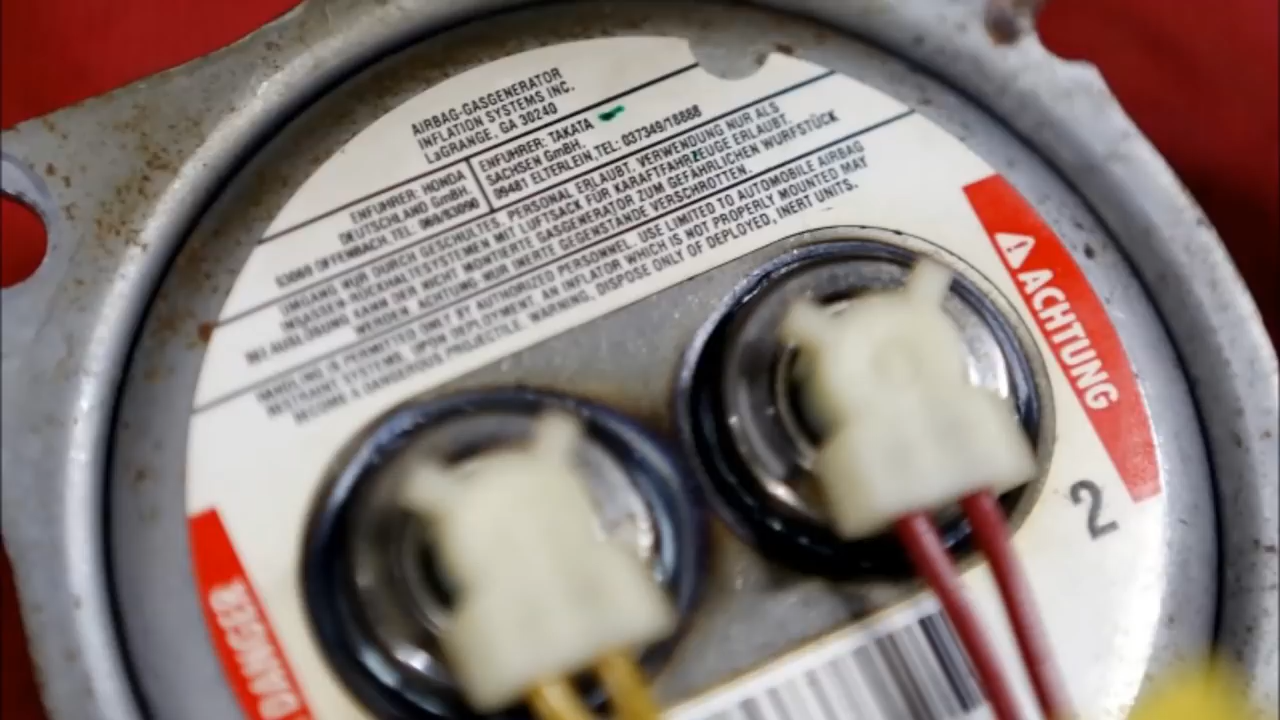 AIRBAG-GASGENERATOR
INFLATION SYSTEMS INC.
LaGRANGE, GA 30240
ENFUHRER: HONDA
DEUTSCHLAND GmbH.
OFFENBACH, TEL:
ENFUHRER: TAKATA
SACHSEN GmbH.
09481 ELTERLEIN, TEL: 037349/18888
UMGANG NUR DURCH GESCHULTES, PERSONAL ERLAUBT. VERWENDUNG NUR ALS
INSASSEN-RÜCKHALTESYSTEMEN MIT LUFTSACK FÜR KARAFTFAHRZEUGE ERLAUBT.
BEI AUSLÖSUNG KANN DER NICHT MONTIERTE GASGENERATOR ZUM GEFÄHRLICHEN WURFSTÜCK
WERDEN. ACHTUNG NUR INERTE GEGENSTÄNDE VERSCHROTTEN.
HANDLING IS PERMITTED ONLY BY AUTHORIZED PERSONNEL. USE LIMITED TO AUTOMOBILE AIRBAG
RESTRAINT SYSTEMS. UPON DEPLOYMENT, AN INFLATOR WHICH IS NOT PROPERLY MOUNTED MAY
BECOME A DANGEROUS PROJECTILE. WARNING, DISPOSE ONLY OF DEPLOYED, INERT UNITS.
ACHTUNG
2
DANGER